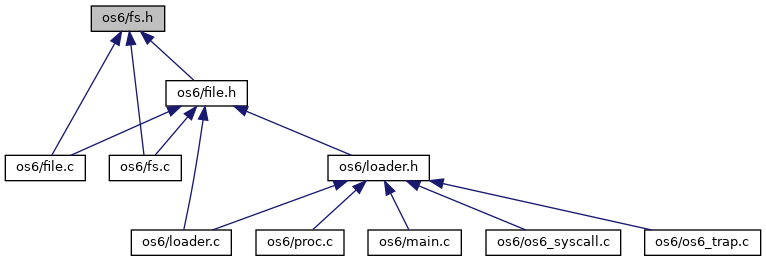 os6/fs.h
os6/file.h
os6/file.c
os6/fs.c
os6/loader.h
os6/loader.c
os6/proc.c
os6/main.c
os6/os6_syscall.c
os6/os6_trap.c